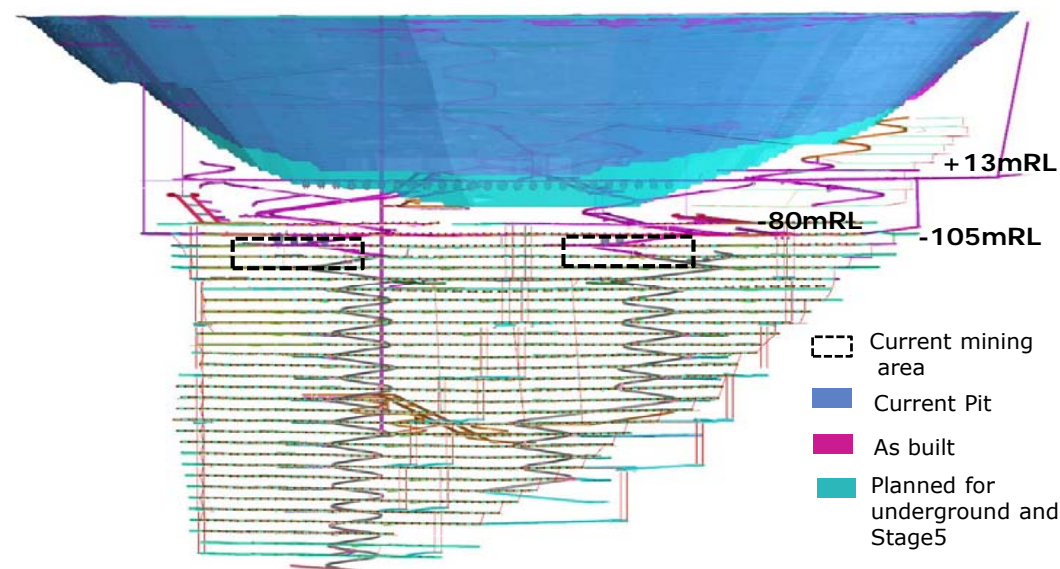 +13mRL
-80mRL
-105mRL
Current mining
area
Current Pit
As built
Planned for
underground and
Stage5